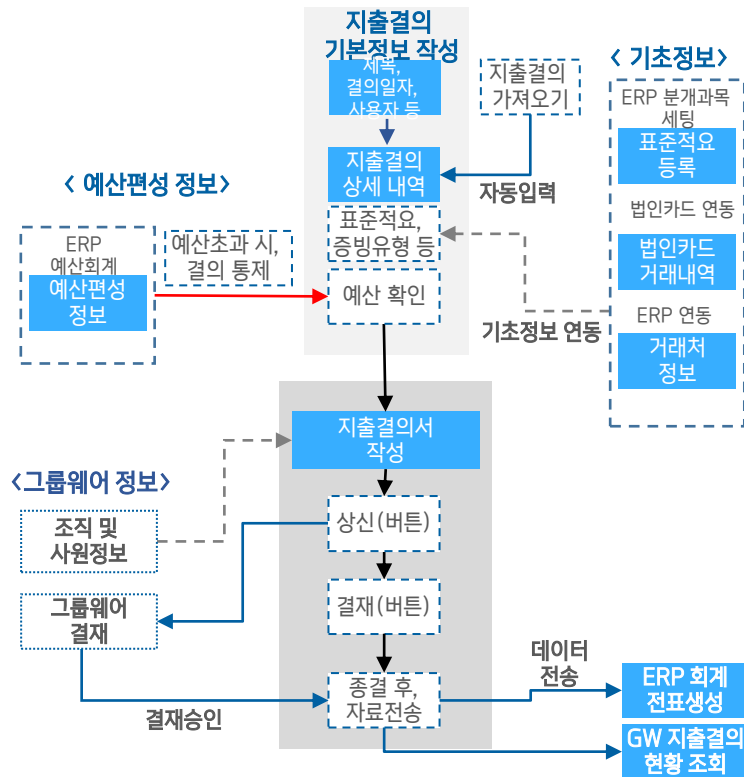 지출결의
기본정보 작성
제목,
결의일자,
사용자 등
지출결의
가져오기
지출결의
상세 내역
자동입력
표준적요,
증빙유형 등
예산 확인
< 기초정보>
ERP 분개과목
세팅
표준적요
등록
법인카드 연동
법인카드
거래내역
ERP 연동
거래처
정보
기초정보 연동
< 예산편성 정보>
ERP
예산회계
예산편성
정보
예산초과 시,
결의 통제
지출결의서
작성
상신(버튼)
결재(버튼)
종결 후,
자료전송
<그룹웨어 정보>
조직 및
사원정보
그룹웨어
결재
결재승인
데이터
전송
ERP 회계
전표생성
GW 지출결의
현황 조회